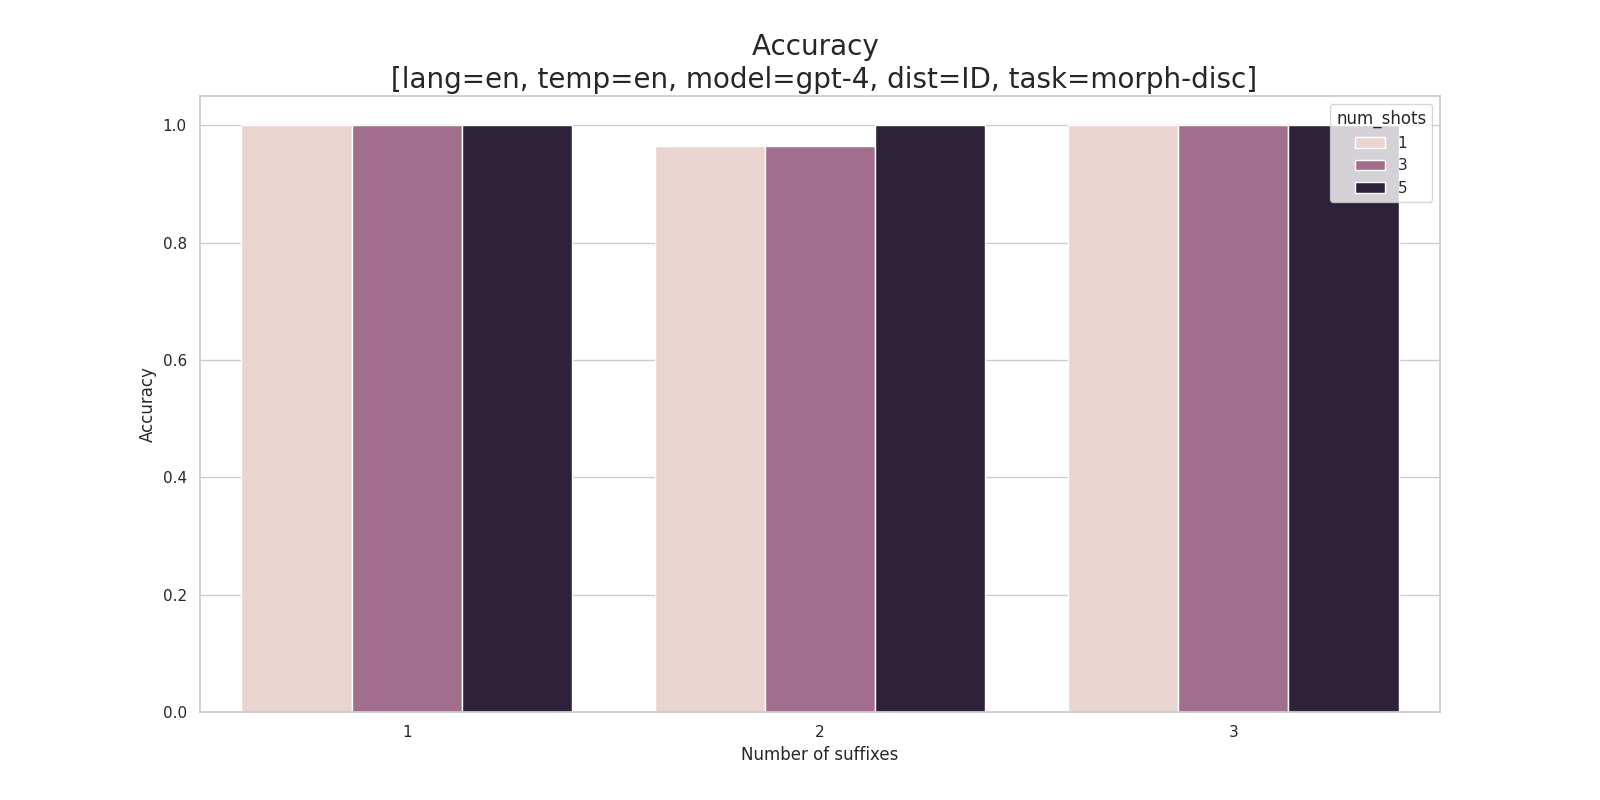 Accuracy
[lang=en, temp=en, model=gpt-4, dist=ID, task=morph-disc]
num_shots
1
3
5
1.0
0.8
0.6
0.4
0.2
0.0
Accuracy
1
2
3
Number of suffixes